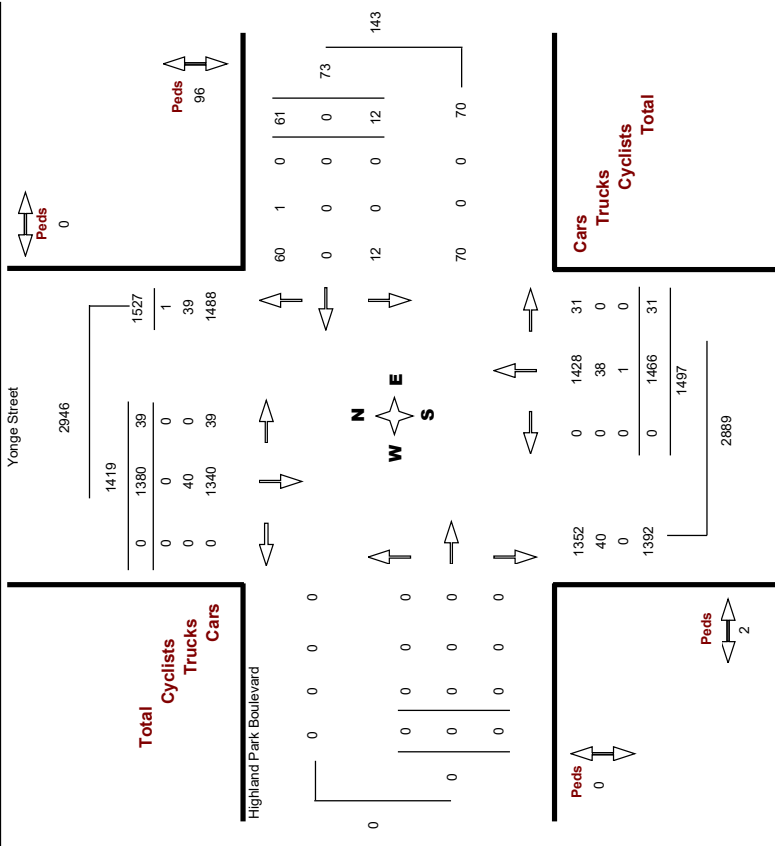 Yonge Street
2946
1419
1527
0 1380 39
1
0 0 0
39
0 40 0
1488
0 1340 39
Total
Cyclists
Trucks
Cars
Peds
0
Peds
96
Highland Park Boulevard
0 0 0 0
0 0 0 0
0 0 0 0
0 0 0 0
0
0
60 1 0 61
0 0 0 0
12 0 0 12
73
143
70 0 0 70
N
W E
S
Cars
Trucks
Cyclists
Total
1352
40
0
1392
0 1428 31
0 38 0
0 1 0
0 1466 31
1497
2889
Peds
0
Peds
2